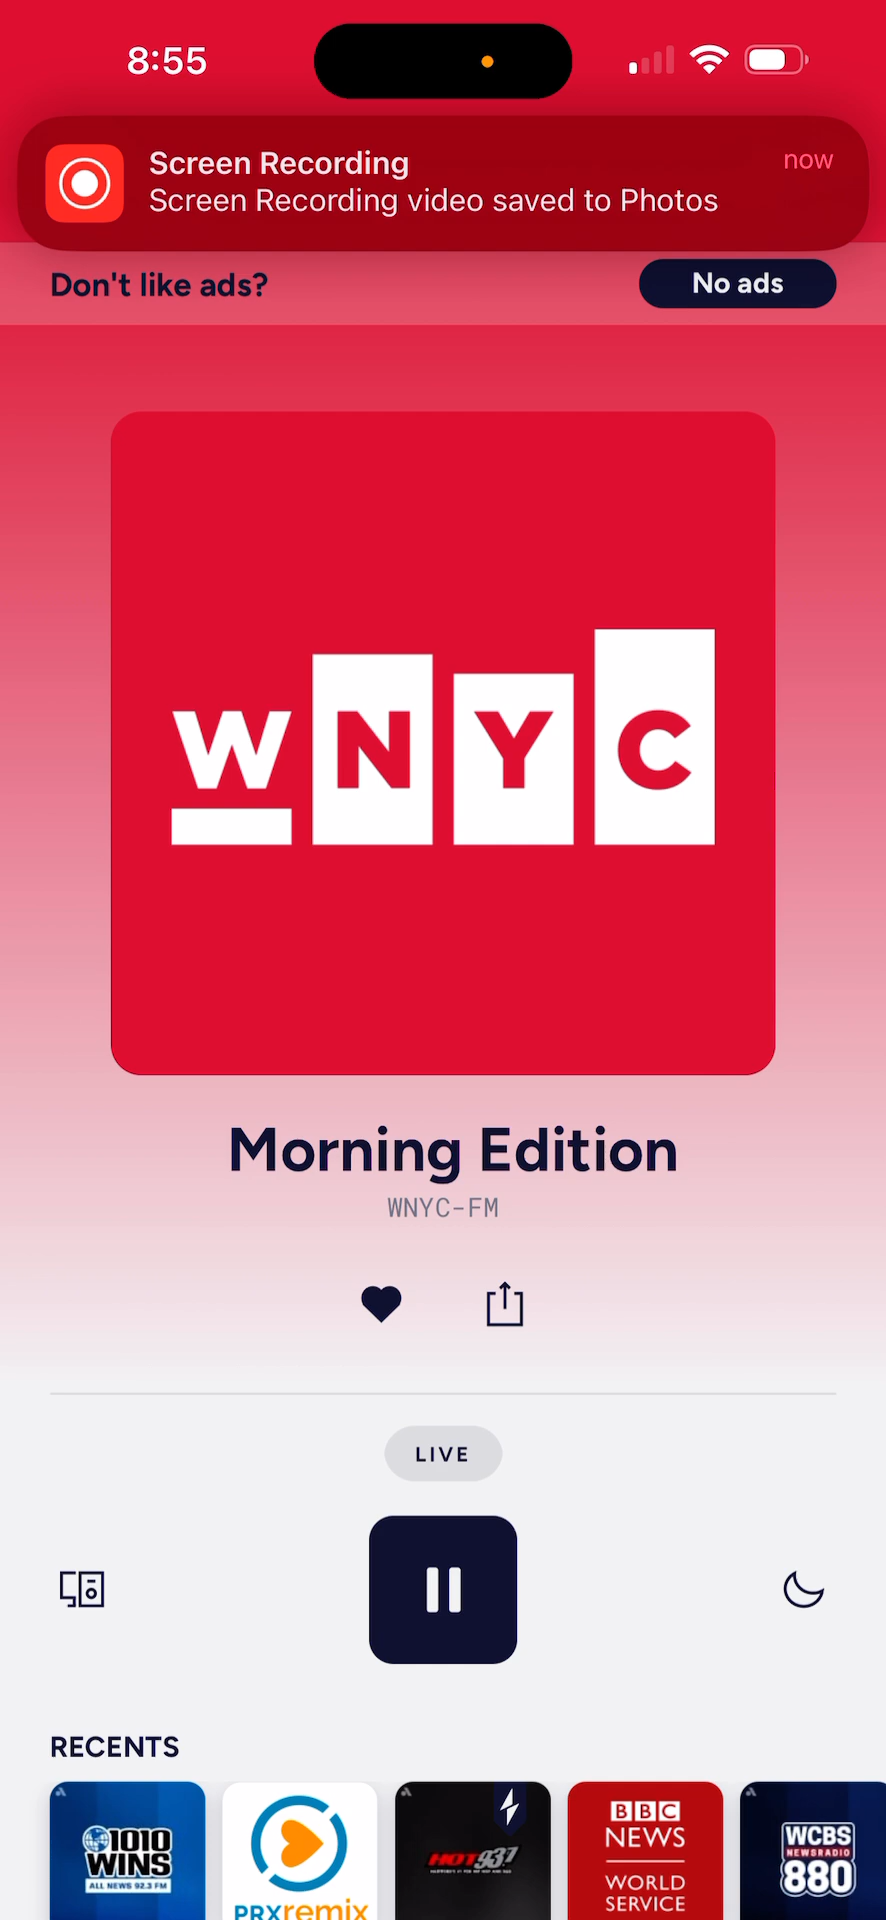 8:55
Screen Recording
now
Screen Recording video saved to Photos
Don't like ads?
No ads
WNYC
Morning Edition
WNYC-FM
LIVE
RECENTS
1010
WINS
ALL NEWS 92.3 FM
PRXremix
HOT 93.7
BBC
NEWS
WORLD
SERVICE
WCBS
NEWSRADIO
880